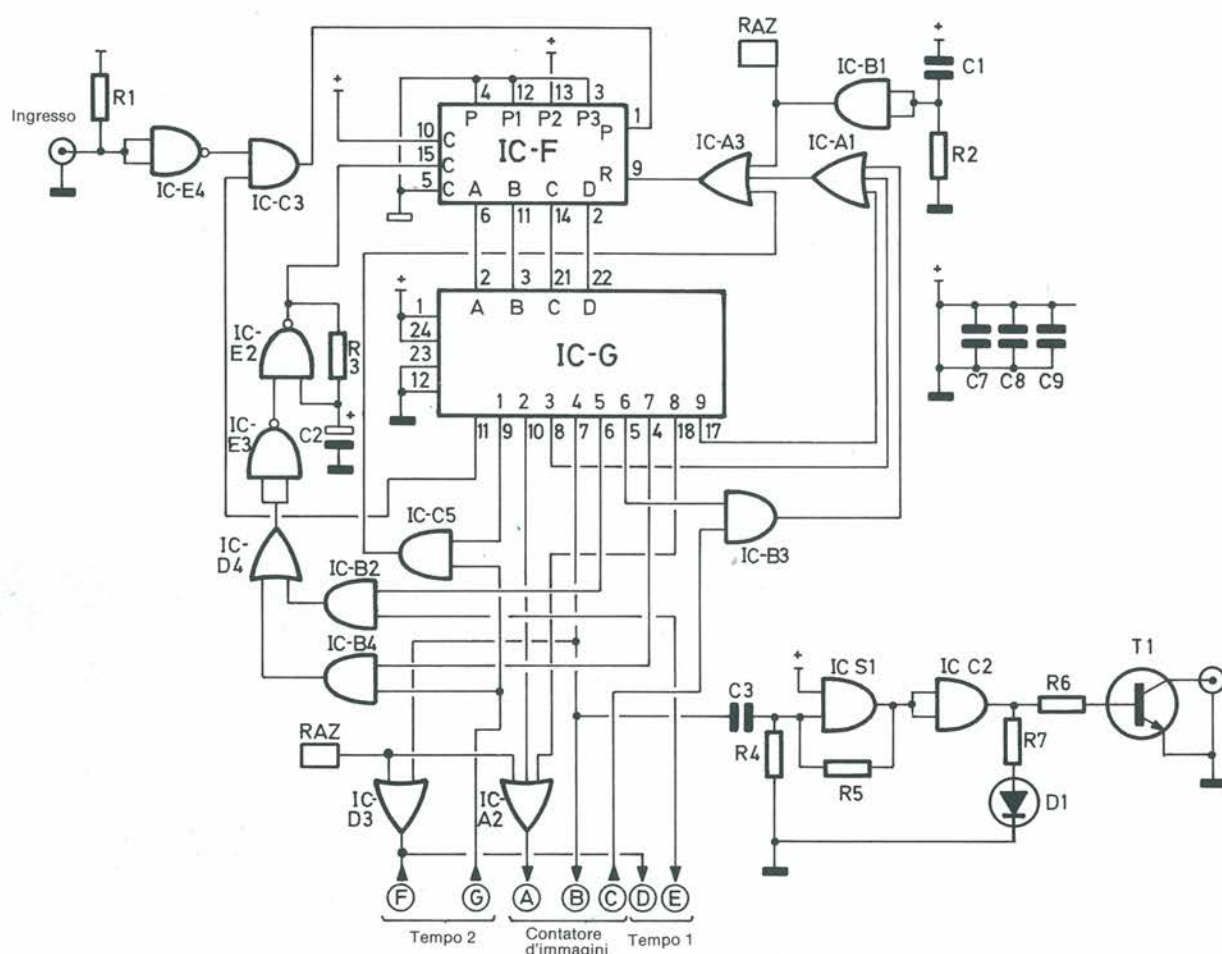 +
RAZ
+
IC-B1
C1
R1
+
4 12 13 3
P P1 P2 P3
P 1
Ingresso
10 C
IC-F
15 C
5 C
A B C D
R 9
IC-A3
IC-A1
R2
IC-E4
IC-C3
6 11 14 2
+
2 3 21 22
A B C D
1
24
23
12
IC-G
+
C7 C8 C9
IC-
E2
R
3
+
C2
IC-
E3
1 2 3 4 5 6 7 8 9
11 9 10 8 7 6 5 4 18 17
IC-C5
IC-B3
IC-
D4
IC-B2
IC-B4
+
IC S1
IC C2
T1
C3
R6
R4
R5
R7
D1
RAZ
IC-
D3
IC-
A2
F G A B C D E
Tempo 2
Contatore
d'immagini
Tempo 1